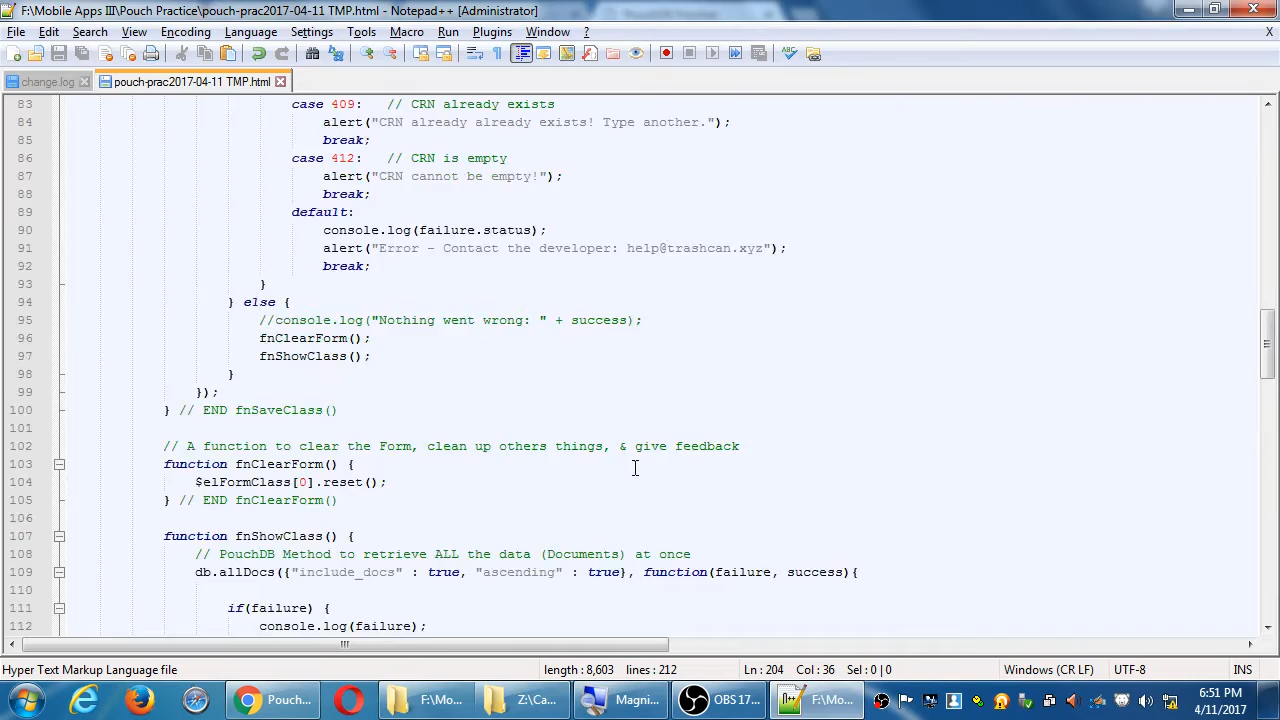 F:\Mobile Apps III\Pouch Practice\pouch-prac2017-04-11 TMP.html - Notepad++ [Administrator]
File Edit Search View Encoding Language Settings Tools Macro Run Plugins Window ? X
change.log pouch-prac2017-04-11 TMP.html
83 case 409: // CRN already exists
84 alert("CRN already already exists! Type another.");
85 break;
86 case 412: // CRN is empty
87 alert("CRN cannot be empty!");
88 break;
89 default:
90 console.log(failure.status);
91 alert("Error - Contact the developer: help@trashcan.xyz");
92 break;
93 }
94 } else {
95 //console.log("Nothing went wrong: " + success);
96 fnClearForm();
97 fnShowClass();
98 }
99 });
100 } // END fnSaveClass()
101
102 // A function to clear the Form, clean up others things, & give feedback
103 function fnClearForm() {
104 $elFormClass[0].reset();
105 } // END fnClearForm()
106
107 function fnShowClass() {
108 // PouchDB Method to retrieve ALL the data (Documents) at once
109 db.allDocs({"include_docs" : true, "ascending" : true}, function(failure, success){
110
111 if(failure) {
112 console.log(failure);
Hyper Text Markup Language file length : 8,603 lines : 212 Ln : 204 Col : 36 Sel : 0 | 0 Windows (CR LF) UTF-8 INS
Pouch... F:\Mo... Z:\Ca... Magni... OBS 17... F:\Mo... 6:51 PM
4/11/2017